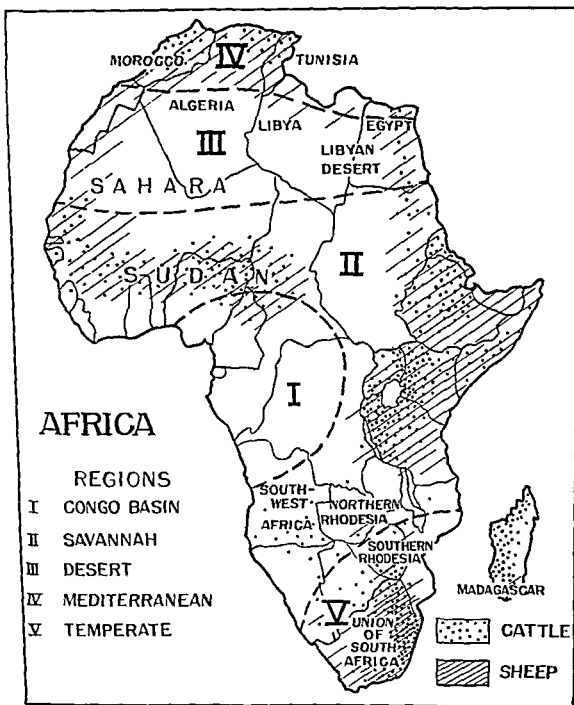 IV
MOROCCO
TUNISIA
ALGERIA
LIBYA
EGYPT
III
LIBYAN
DESERT
SAHARA
SUDAN
II
I
AFRICA
REGIONS
I CONGO BASIN
II SAVANNAH
III DESERT
IV MEDITERRANEAN
V TEMPERATE
SOUTH-
WEST
AFRICA
NORTHERN
RHODESIA
SOUTHERN
RHODESIA
MADAGASCAR
V
UNION OF
SOUTH
AFRICA
CATTLE
SHEEP